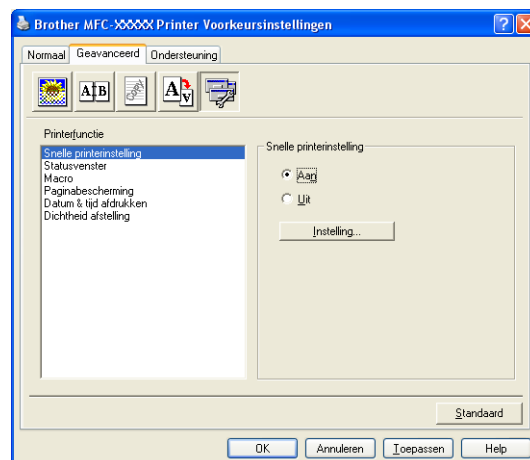 Brother MFC-XXXXX Printer Voorkeursinstellingen
Normaal Geavanceerd Ondersteuning
A B
A V
Printerfunctie
Snelle printerinstelling
Statusvenster
Macro
Paginabescherming
Datum & tijd afdrukken
Dichtheid afstelling
Snelle printerinstelling
Aan
Uit
Instelling...
Standaard
OK Annuleren Toepassen Help